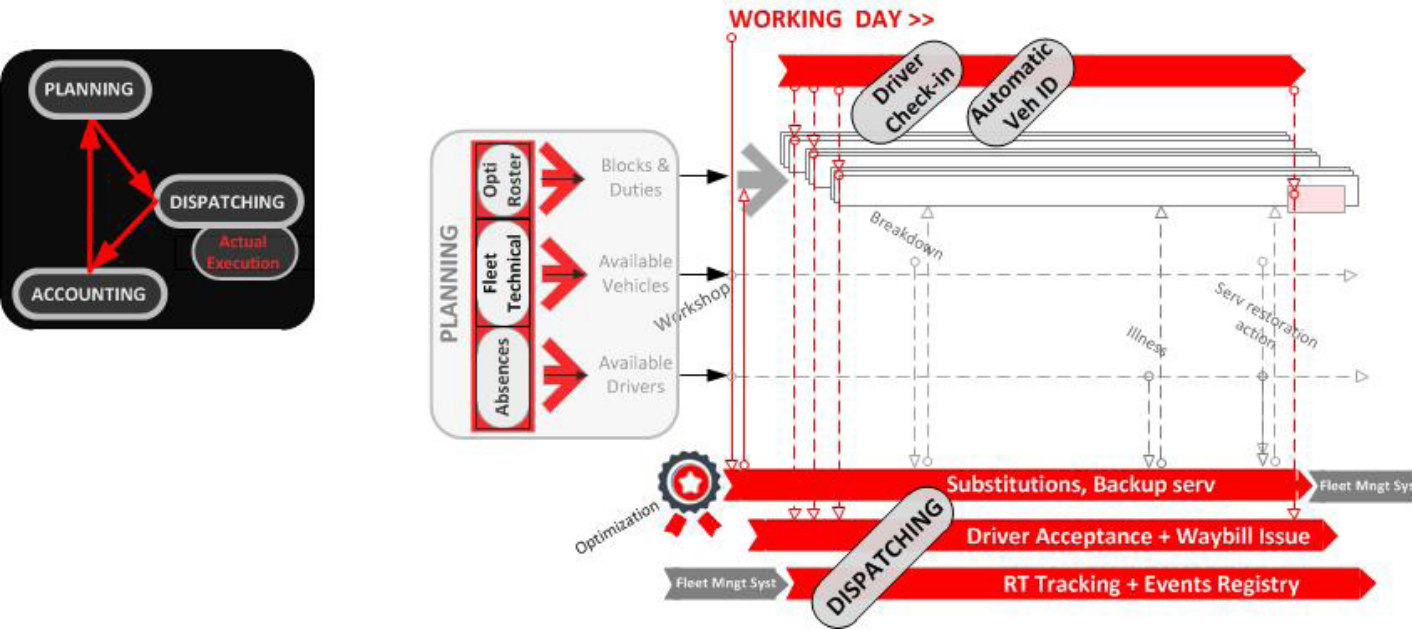 PLANNING
DISPATCHING
Actual
Execution
ACCOUNTING
WORKING DAY >>
Driver
Check-in
Automatic
Veh ID
PLANNING
Opti
Roster
Blocks &
Duties
Fleet
Technical
Available
Vehicles
Absences
Available
Drivers
Workshop
Breakdown
Illness
Serv restoration
action
Optimization
Substitutions, Backup serv
Fleet Mngt Sys
DISPATCHING
Driver Acceptance + Waybill Issue
Fleet Mngt Syst
RT Tracking + Events Registry